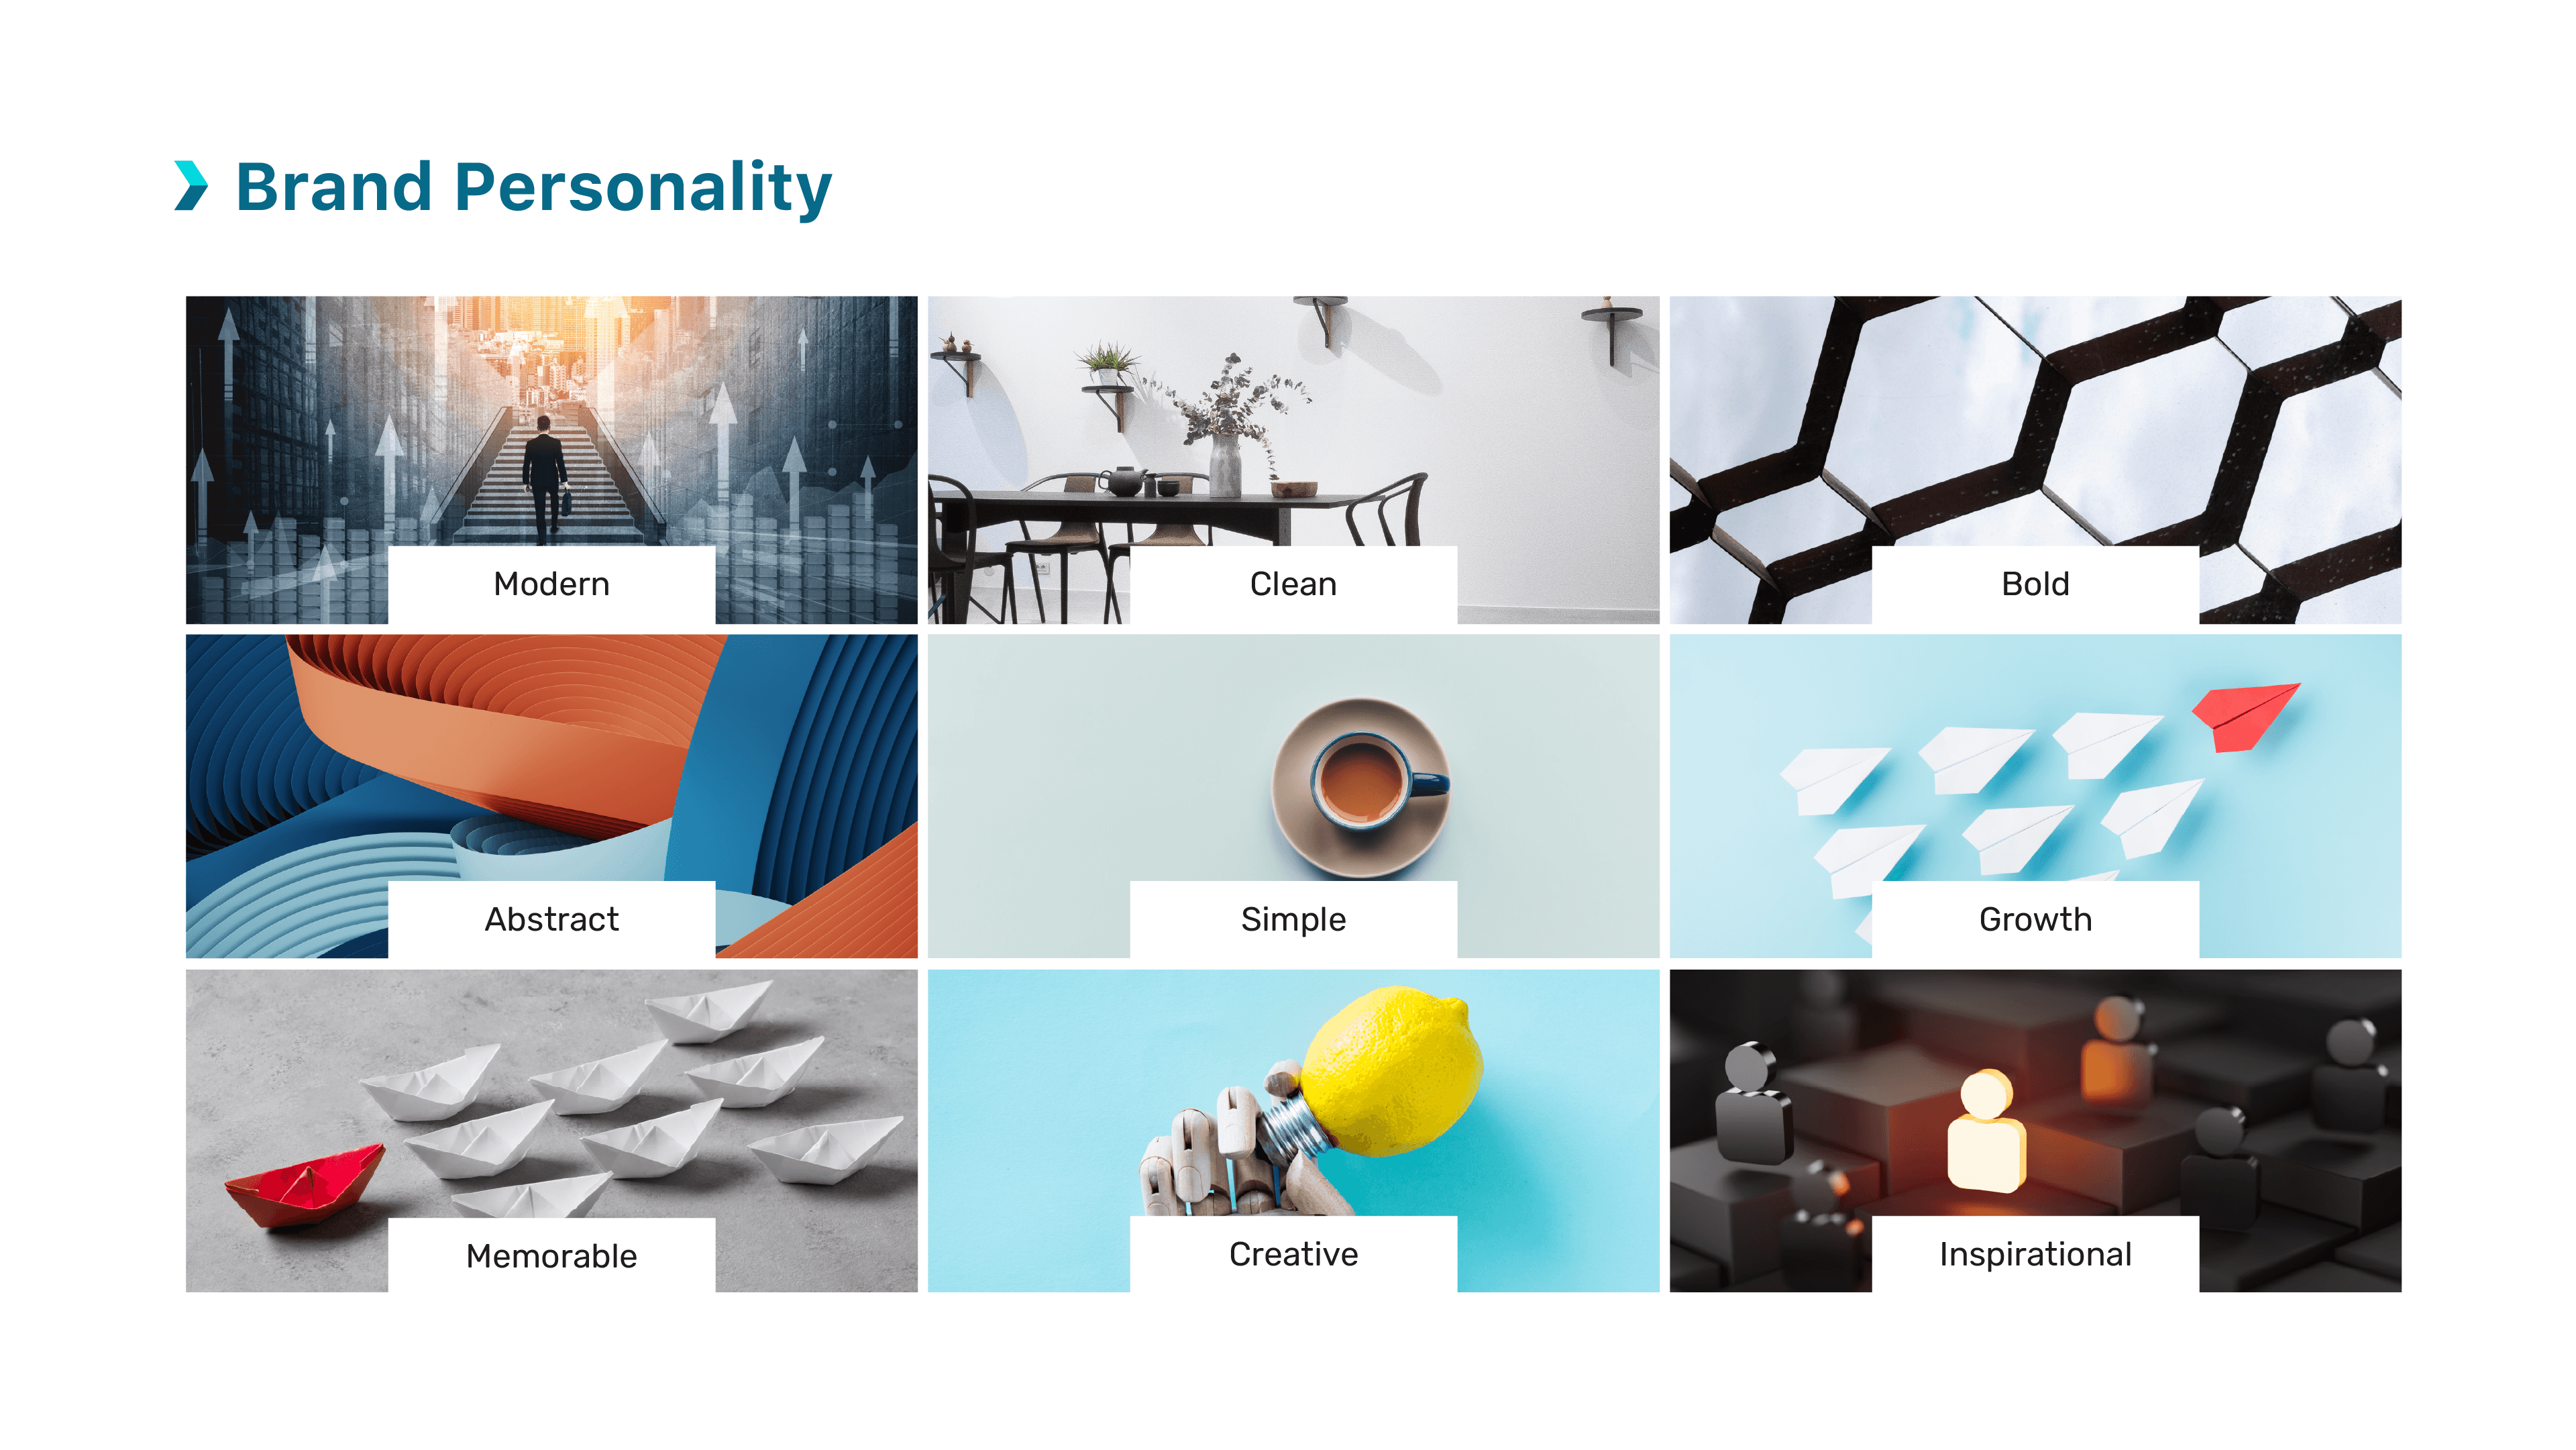 Brand Personality
Modern
Clean
Bold
Abstract
Simple
Growth
Memorable
Creative
Inspirational